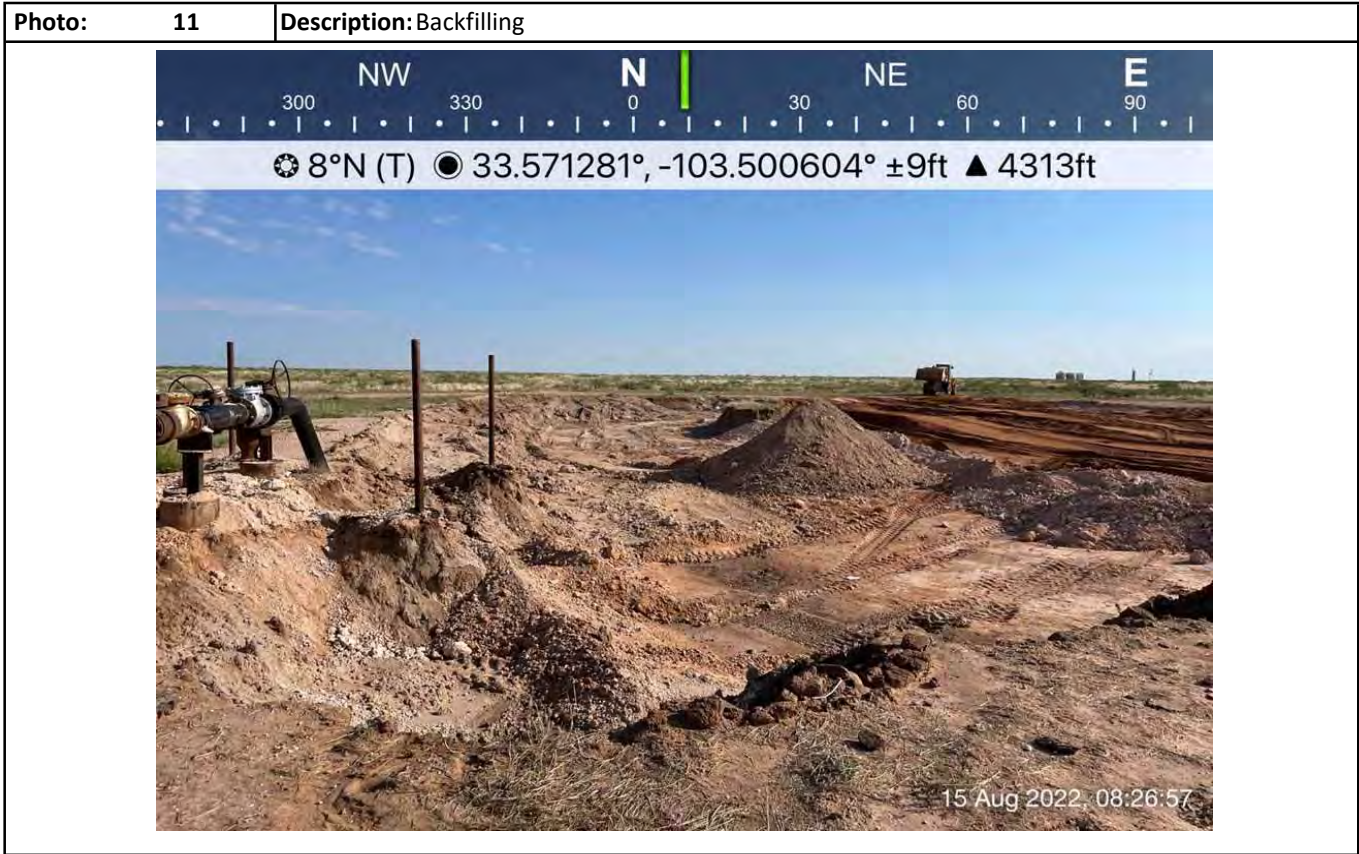 Photo: 11 Description: Backfilling
NW N NE E
300 330 0 30 60 90
8°N (T) 33.571281°, -103.500604° ±9ft ▲ 4313ft
15 Aug 2022, 08:26:57